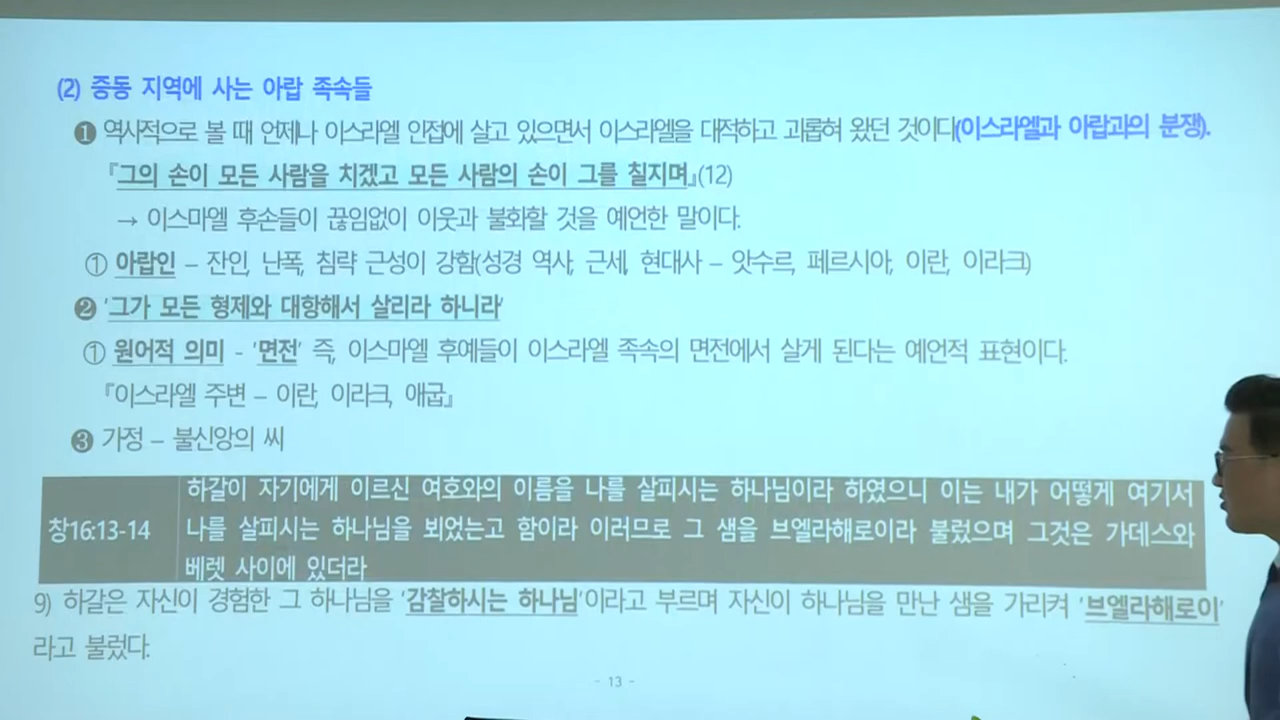 (2) 중동 지역에 사는 아랍 족속들
❶ 역사적으로 볼 때 언제나 이스라엘 인접에 살고 있으면서 이스라엘을 대적하고 괴롭혀 왔던 것이다(이스라엘과 아랍과의 분쟁).
『그의 손이 모든 사람을 치겠고 모든 사람의 손이 그를 칠지며』(12)
→ 이스마엘 후손들이 끊임없이 이웃과 불화할 것을 예언한 말이다.
① 아랍인 – 잔인, 난폭, 침략 근성이 강함(성경 역사, 근세, 현대사 – 앗수르, 페르시아, 이란, 이라크)
❷ '그가 모든 형제와 대항해서 살리라 하니라'
① 원어적 의미 - '면전' 즉, 이스마엘 후예들이 이스라엘 족속의 면전에서 살게 된다는 예언적 표현이다.
『이스라엘 주변 – 이란, 이라크, 애굽』
❸ 가정 – 불신앙의 씨
창16:13-14
하갈이 자기에게 이르신 여호와의 이름을 나를 살피시는 하나님이라 하였으니 이는 내가 어떻게 여기서
나를 살피시는 하나님을 뵈었는고 함이라 이러므로 그 샘을 브엘라해로이라 불렀으며 그것은 가데스와
베렛 사이에 있더라
9) 하갈은 자신이 경험한 그 하나님을 '감찰하시는 하나님'이라고 부르며 자신이 하나님을 만난 샘을 가리켜 '브엘라해로이'
라고 불렀다.
- 13 -